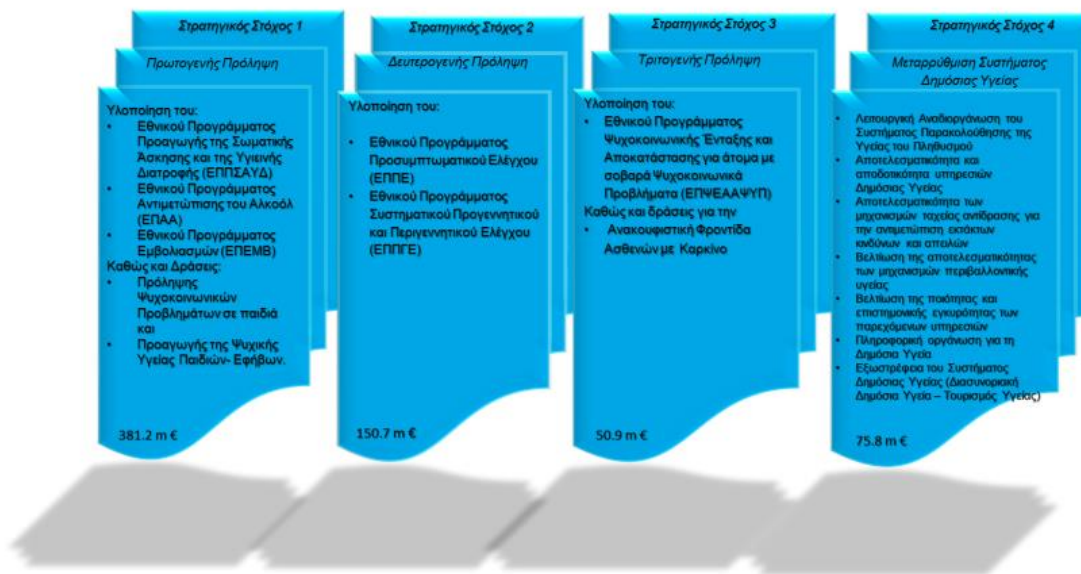 Στρατηγικός Στόχος 1
Πρωτογενής Πρόληψη
Υλοποίηση του:
• Εθνικού Προγράμματος
Προαγωγής της Σωματικής
Άσκησης και της Υγιεινής
Διατροφής (ΕΠΠΣΑΥΔ)
• Εθνικού Προγράμματος
Αντιμετώπισης του Αλκοόλ
(ΕΠΑΑ)
• Εθνικού Προγράμματος
Εμβολιασμών (ΕΠΕΜΒ)
Καθώς και Δράσεις:
• Πρόληψης
Ψυχοκοινωνικών
Προβλημάτων σε παιδιά
και
• Προαγωγής της Ψυχικής
Υγείας Παιδιών- Εφήβων.
381.2 m €
Στρατηγικός Στόχος 2
Δευτερογενής Πρόληψη
Υλοποίηση του:
• Εθνικού Προγράμματος
Προσυμπτωματικού Ελέγχου
(ΕΠΠΕ)
• Εθνικού Προγράμματος
Συστηματικού Προγεννητικού
και Περιγεννητικού Ελέγχου
(ΕΠΠΓΕ)
150.7 m €
Στρατηγικός Στόχος 3
Τριτογενής Πρόληψη
Υλοποίηση του:
• Εθνικού Προγράμματος
Ψυχοκοινωνικής Ένταξης και
Αποκατάστασης για άτομα με
σοβαρά Ψυχοκοινωνικά
Προβλήματα (ΕΠΨΕΑΑΨΥΠ)
Καθώς και δράσεις για την
• Ανακουφιστική Φροντίδα
Ασθενών με Καρκίνο
50.9 m €
Στρατηγικός Στόχος 4
Μεταρρύθμιση Συστήματος
Δημόσιας Υγείας
• Λειτουργική Αναδιοργάνωση του
Συστήματος Παρακολούθησης της
Υγείας του Πληθυσμού
• Αποτελεσματικότητα και
αποδοτικότητα υπηρεσιών
Δημόσιας Υγείας
• Αποτελεσματικότητα των
μηχανισμών ταχείας αντίδρασης για
την αντιμετώπιση εκτάκτων
κινδύνων και απειλών
• Βελτίωση της αποτελεσματικότητας
των μηχανισμών περιβαλλοντικής
υγείας
• Βελτίωση της ποιότητας και
επιστημονικής εγκυρότητας των
παρεχόμενων υπηρεσιών
• Πληροφορική οργάνωση για τη
Δημόσια Υγεία
• Εξωστρέφεια του Συστήματος
Δημόσιας Υγείας (Διασυνοριακή
Δημόσια Υγεία – Τουρισμός Υγείας)
75.8 m €